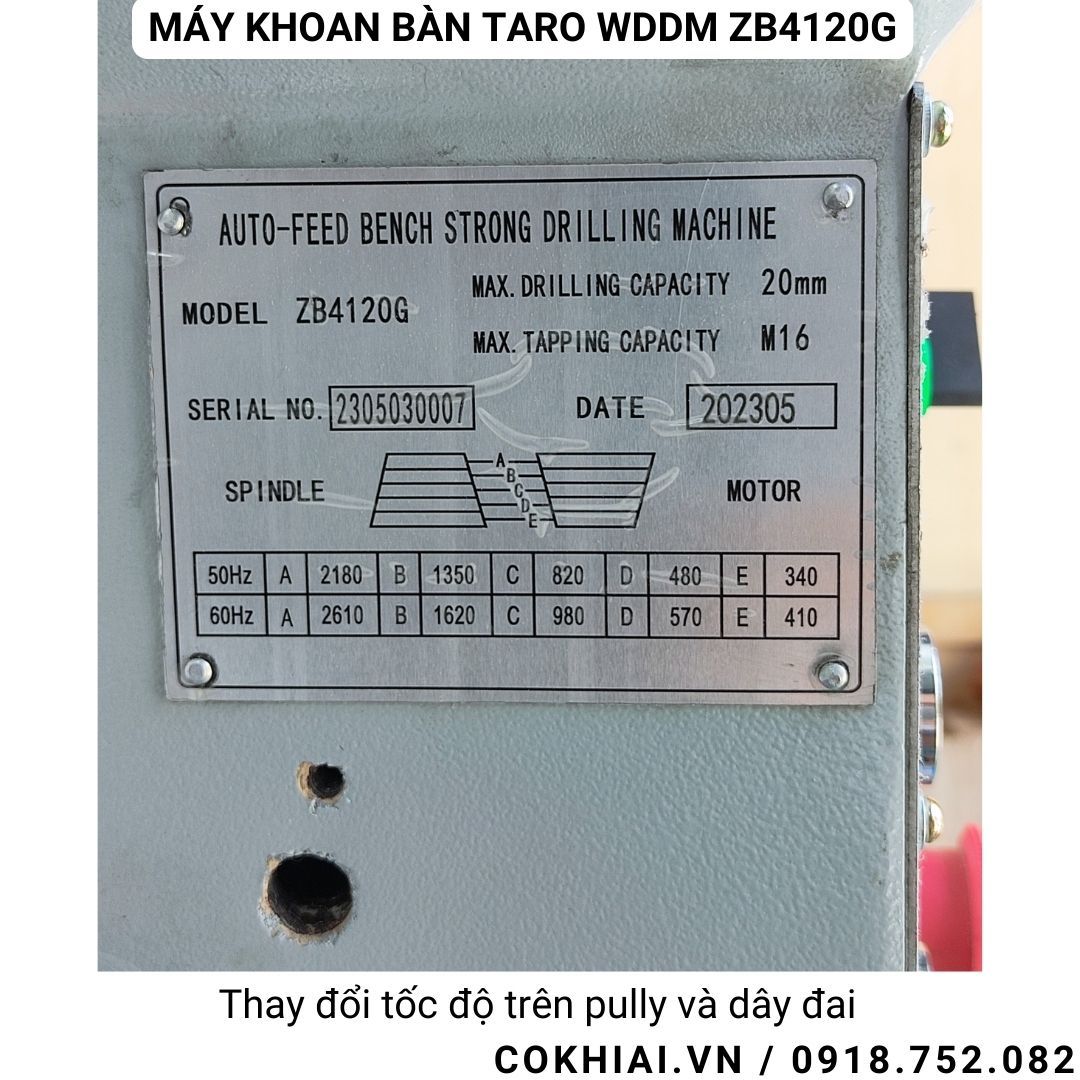 MÁY KHOAN BÀN TARO WDDM ZB4120G
AUTO-FEED BENCH STRONG DRILLING MACHINE
MODEL ZB4120G
MAX. DRILLING CAPACITY 20mm
MAX. TAPPING CAPACITY M16
SERIAL NO. 2305030007 DATE 202305
SPINDLE A B C D E MOTOR
50Hz A 2180 B 1350 C 820 D 480 E 340
60Hz A 2610 B 1620 C 980 D 570 E 410
Thay đổi tốc độ trên pully và dây đai
COKHIAI.VN / 0918.752.082